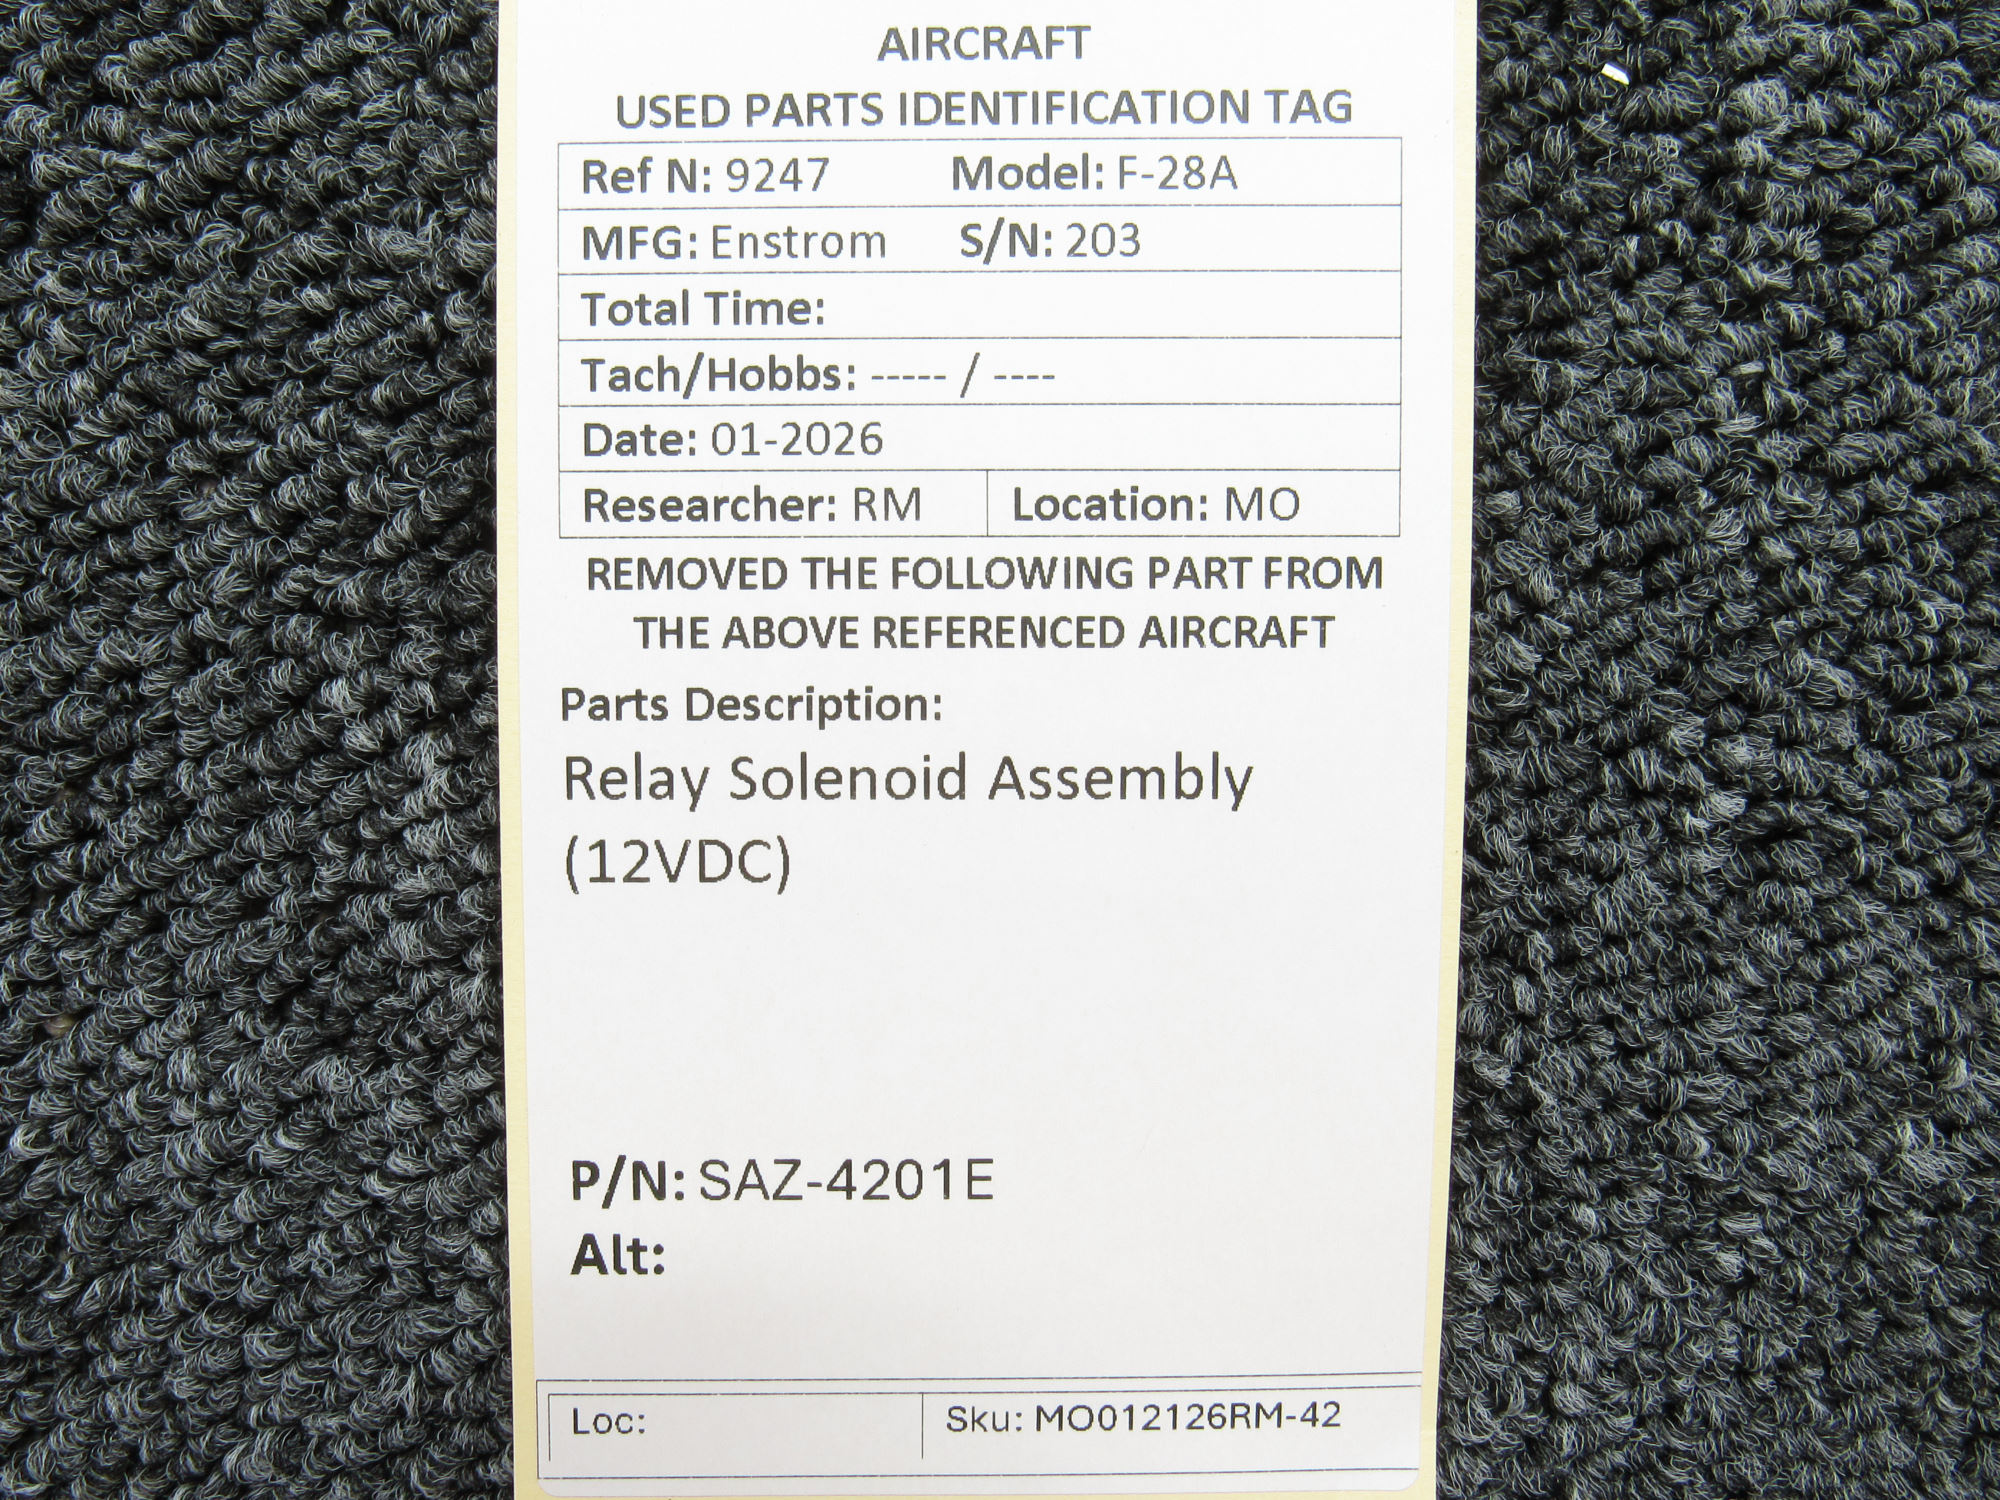 AIRCRAFT
USED PARTS IDENTIFICATION TAG
Ref N: 9247 Model: F-28A
MFG: Enstrom S/N: 203
Total Time:
Tach/Hobbs: ----- / ----
Date: 01-2026
Researcher: RM Location: MO
REMOVED THE FOLLOWING PART FROM
THE ABOVE REFERENCED AIRCRAFT
Parts Description:
Relay Solenoid Assembly
(12VDC)
P/N: SAZ-4201E
Alt:
Loc: Sku: MO012126RM-42